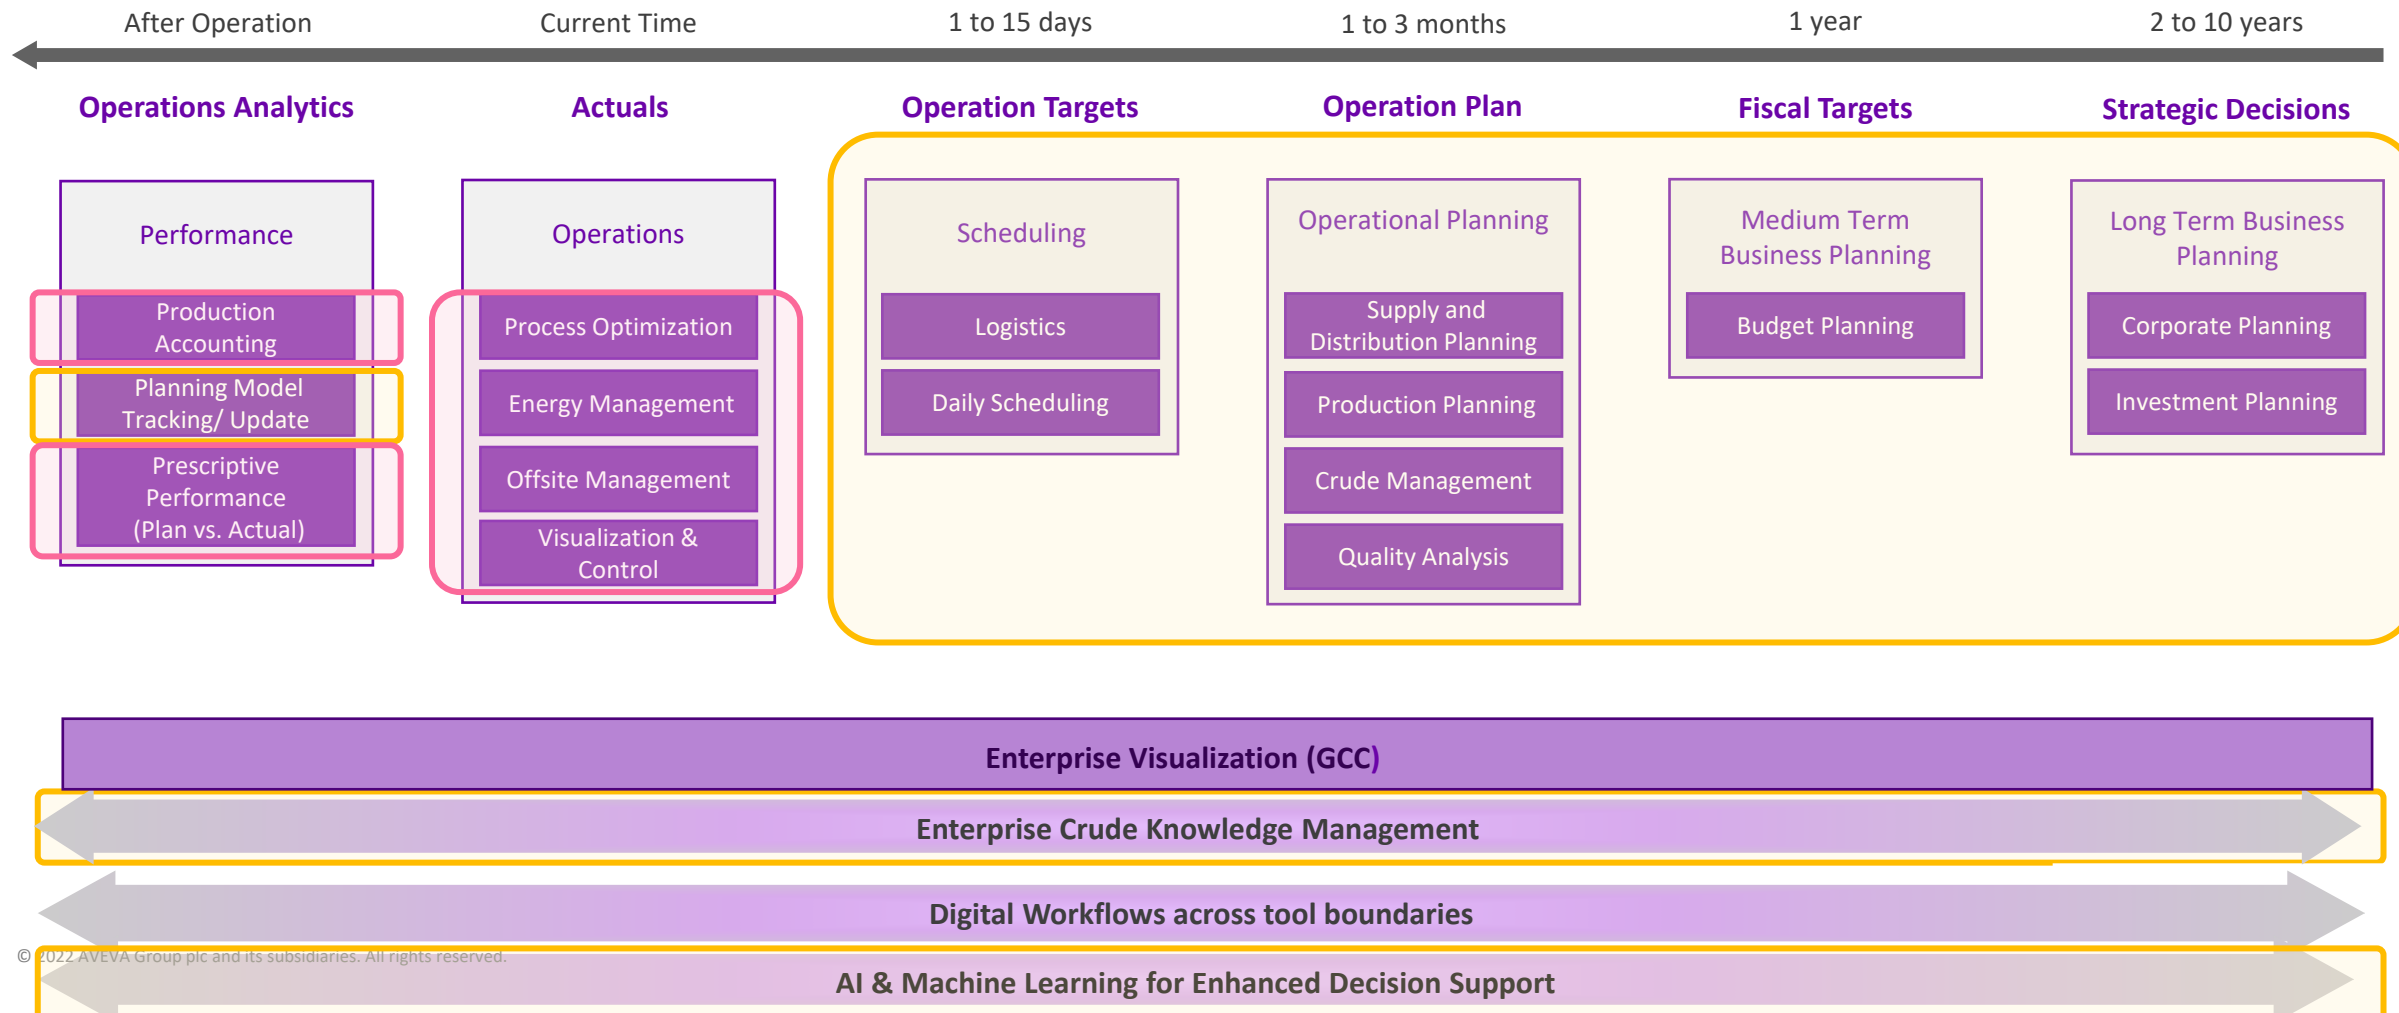 After Operation
Current Time
1 to 15 days
1 to 3 months
1 year
2 to 10 years
Operations Analytics
Actuals
Operation Targets
Operation Plan
Fiscal Targets
Strategic Decisions
Performance
Production
Accounting
Planning Model
Tracking/ Update
Prescriptive
Performance
(Plan vs. Actual)
Operations
Process Optimization
Energy Management
Offsite Management
Visualization &
Control
Scheduling
Logistics
Daily Scheduling
Operational Planning
Supply and
Distribution Planning
Production Planning
Crude Management
Quality Analysis
Medium Term
Business Planning
Budget Planning
Long Term Business
Planning
Corporate Planning
Investment Planning
Enterprise Visualization (GCC)
Enterprise Crude Knowledge Management
Digital Workflows across tool boundaries
© 2022 AVEVA Group plc and its subsidiaries. All rights reserved.
AI & Machine Learning for Enhanced Decision Support